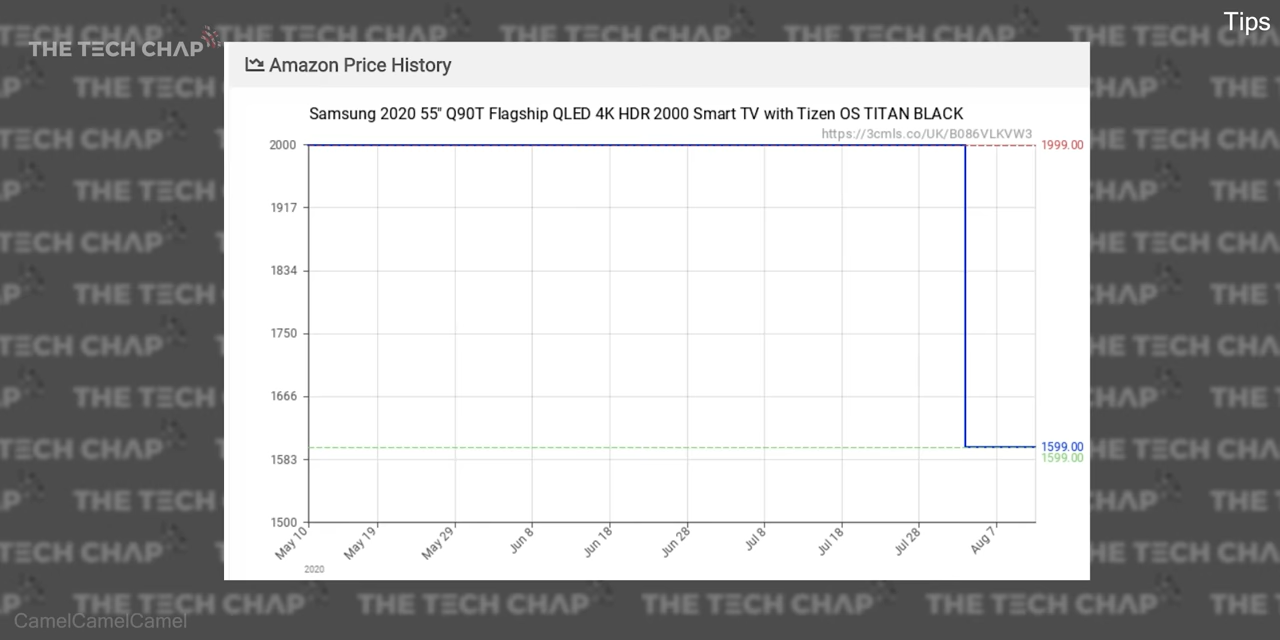 Tips
THE TECH CHAP
Amazon Price History
Samsung 2020 55" Q90T Flagship QLED 4K HDR 2000 Smart TV with Tizen OS TITAN BLACK
https://3cmls.co/UK/B086VLKVW3
2000
1999.00
1917
1834
1750
1666
1599.00
1599.00
1583
1500
May 10
May 19
May 29
Jun 8
Jun 18
Jun 28
Jul 8
Jul 18
Jul 28
Aug 7
2020
CamelCamelCamel